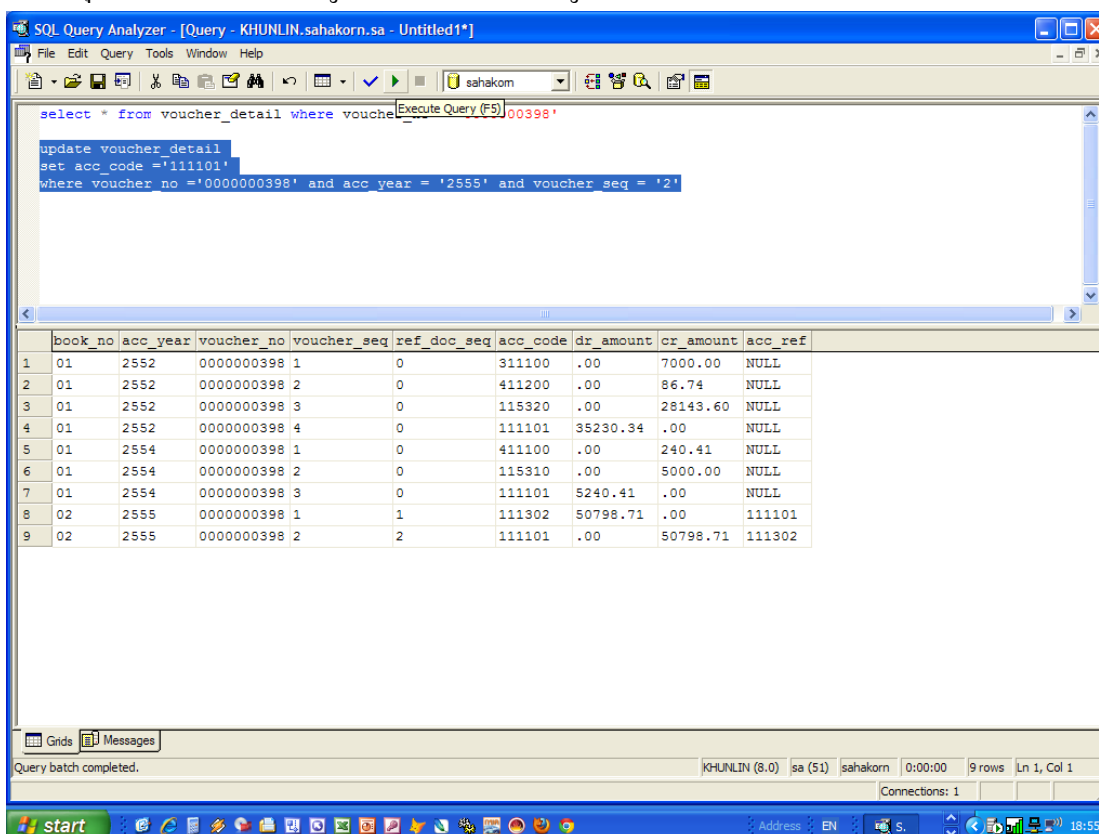 SQL Query Analyzer - [Query - KHUNLIN.sahakorn.sa - Untitled1*]
File Edit Query Tools Window Help
sahakorn
Execute Query (F5)
select * from voucher_detail where 00398'
update voucher_detail
set acc_code ='111101'
where voucher_no ='0000000398' and acc_year = '2555' and voucher_seq = '2'
book_no acc_year voucher_no voucher_seq ref_doc_seq acc_code dr_amount cr_amount acc_ref
1 01 2552 0000000398 1 0 311100 .00 7000.00 NULL
2 01 2552 0000000398 2 0 411200 .00 86.74 NULL
3 01 2552 0000000398 3 0 115320 .00 28143.60 NULL
4 01 2552 0000000398 4 0 111101 35230.34 .00 NULL
5 01 2554 0000000398 1 0 411100 .00 240.41 NULL
6 01 2554 0000000398 2 0 115310 .00 5000.00 NULL
7 01 2554 0000000398 3 0 111101 5240.41 .00 NULL
8 02 2555 0000000398 1 1 111302 50798.71 .00 111101
9 02 2555 0000000398 2 2 111101 .00 50798.71 111302
Grids Messages
Query batch completed. KHUNLIN (8.0) sa (51) sahakorn 0:00:00 9 rows Ln 1, Col 1
Connections: 1
start Address EN S. 18:55